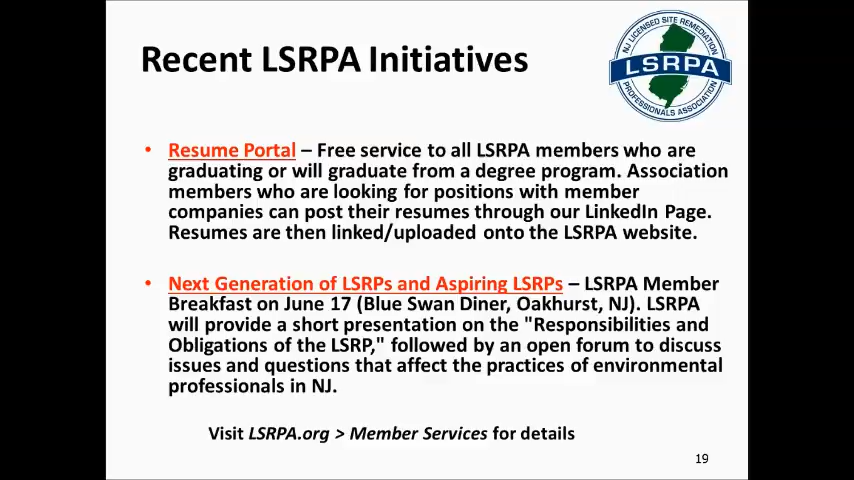 Recent LSRPA Initiatives
NJ LICENSED SITE REMEDIATION
LSRPA
PROFESSIONALS ASSOCIATION
• Resume Portal – Free service to all LSRPA members who are
graduating or will graduate from a degree program. Association
members who are looking for positions with member
companies can post their resumes through our LinkedIn Page.
Resumes are then linked/uploaded onto the LSRPA website.
• Next Generation of LSRPs and Aspiring LSRPs – LSRPA Member
Breakfast on June 17 (Blue Swan Diner, Oakhurst, NJ). LSRPA
will provide a short presentation on the "Responsibilities and
Obligations of the LSRP," followed by an open forum to discuss
issues and questions that affect the practices of environmental
professionals in NJ.
Visit LSRPA.org > Member Services for details
19